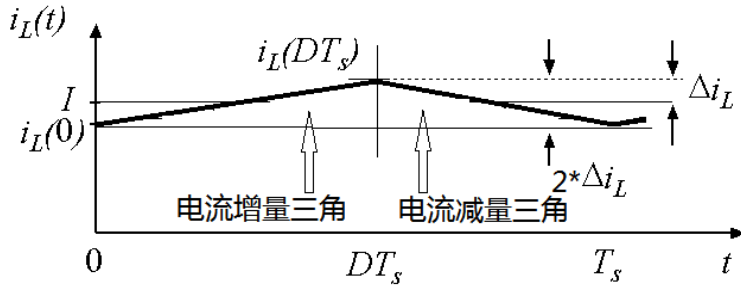 i_L(t)
i_L(DT_s)
I
Δi_L
i_L(0)
2*Δi_L
电流增量三角 电流减量三角
0 DT_s T_s t